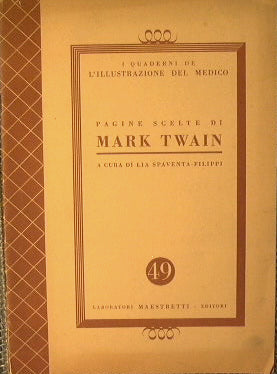 I QUADERNI DE
L'ILLUSTRAZIONE DEL MEDICO
PAGINE SCELTE DI
MARK TWAIN
A CURA DI LIA SPAVENTA-FILIPPI
49
LABORATORI MAESTRETTI - EDITORI